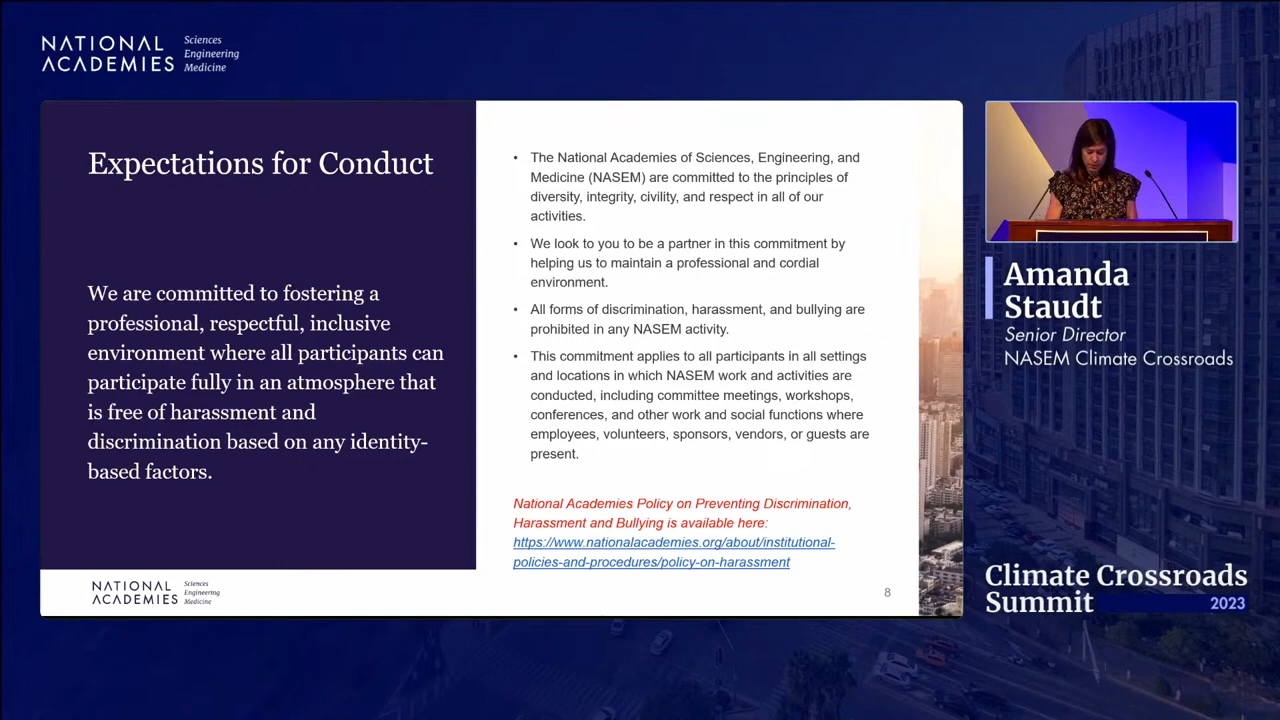 NATIONAL
ACADEMIES
Sciences
Engineering
Medicine
Expectations for Conduct
We are committed to fostering a
professional, respectful, inclusive
environment where all participants can
participate fully in an atmosphere that
is free of harassment and
discrimination based on any identity-
based factors.
• The National Academies of Sciences, Engineering, and
Medicine (NASEM) are committed to the principles of
diversity, integrity, civility, and respect in all of our
activities.
• We look to you to be a partner in this commitment by
helping us to maintain a professional and cordial
environment.
• All forms of discrimination, harassment, and bullying are
prohibited in any NASEM activity.
• This commitment applies to all participants in all settings
and locations in which NASEM work and activities are
conducted, including committee meetings, workshops,
conferences, and other work and social functions where
employees, volunteers, sponsors, vendors, or guests are
present.
National Academies Policy on Preventing Discrimination,
Harassment and Bullying is available here:
https://www.nationalacademies.org/about/institutional-
policies-and-procedures/policy-on-harassment
NATIONAL
ACADEMIES
Sciences
Engineering
Medicine
8
Amanda
Staudt
Senior Director
NASEM Climate Crossroads
Climate Crossroads
Summit
2023